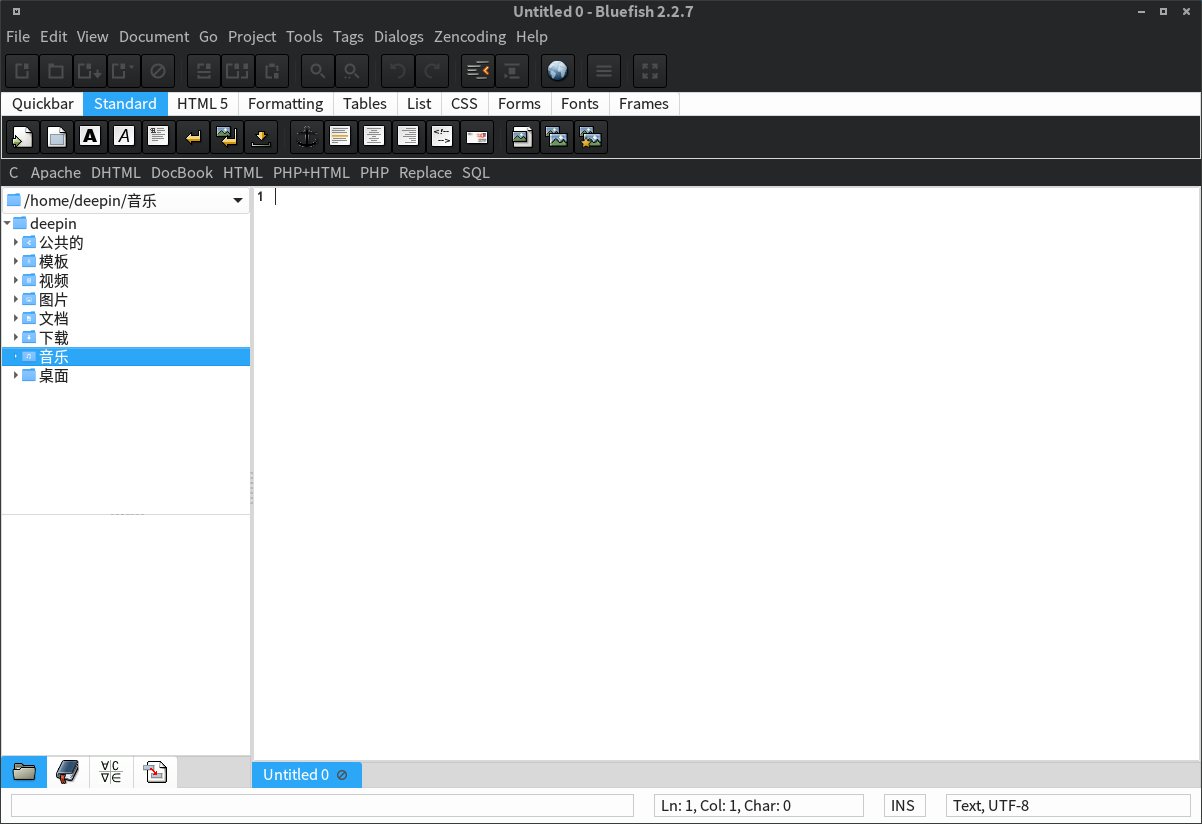 Untitled 0 - Bluefish 2.2.7
File Edit View Document Go Project Tools Tags Dialogs Zencoding Help
Quickbar Standard HTML 5 Formatting Tables List CSS Forms Fonts Frames
A A
C Apache DHTML DocBook HTML PHP+HTML PHP Replace SQL
/home/deepin/音乐
1
deepin
公共的
模板
视频
图片
文档
下载
音乐
桌面
∀C
∇∈
Untitled 0
Ln: 1, Col: 1, Char: 0 INS Text, UTF-8